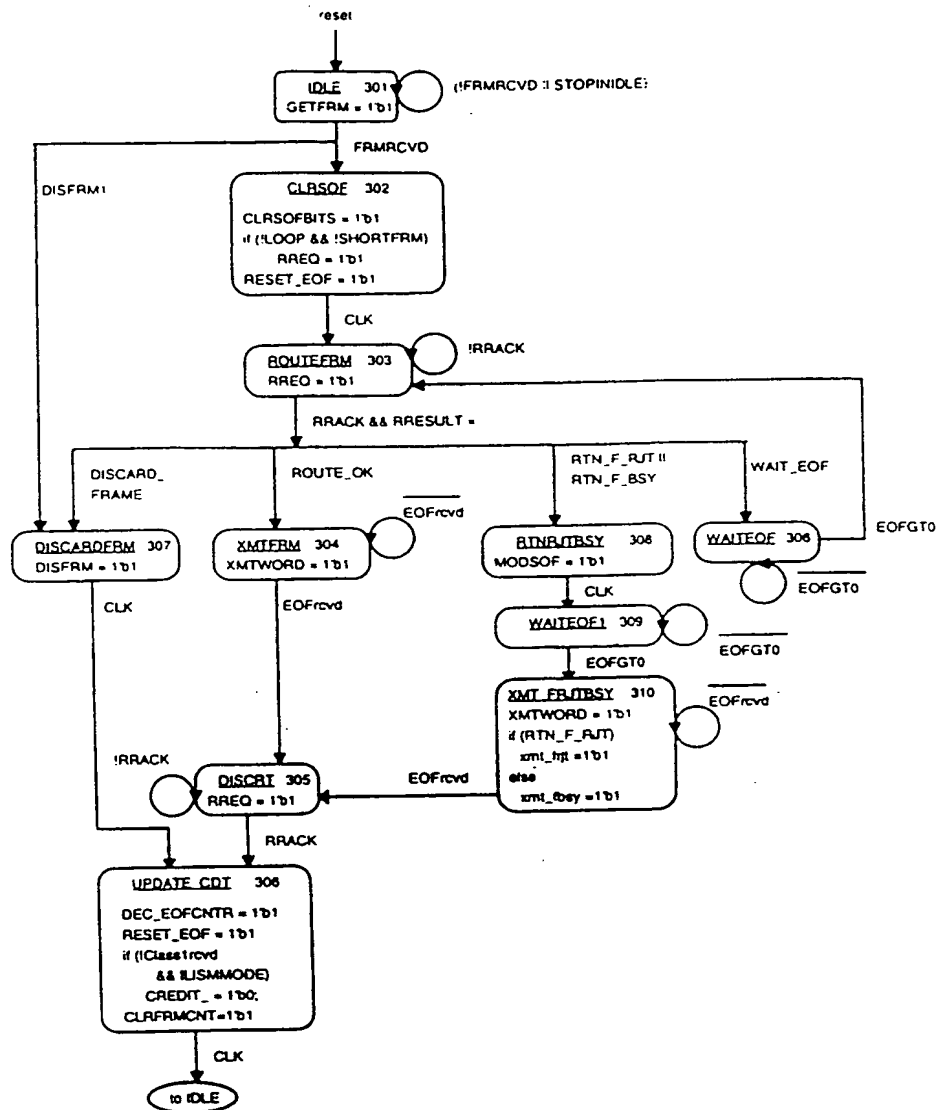 reset
IDLE 301
GETFRM = 1'b1
(!FRMRCVD || STOPINIDLE)
FRMRCVD
DISFRM1
CLRSOF 302
CLRSOFBITS = 1'b1
if (!LOOP && !SHORTFRM)
RREQ = 1'b1
RESET_EOF = 1'b1
CLK
ROUTEFRM 303
RREQ = 1'b1
!RRACK
RRACK && RRESULT =
DISCARD_
FRAME
ROUTE_OK
RTN_F_RJT ||
RTN_F_BSY
WAIT_EOF
EOFGT0
DISCARDFRM 307
DISFRM = 1'b1
XMTFRM 304
XMTWORD = 1'b1
EOFrcvd
RTNRJTBSY 308
MODSOF = 1'b1
WAITEOF 306
EOFGT0
CLK
EOFrcvd
CLK
WAITEOF1 309
EOFGT0
EOFGT0
XMT_FRJTBSY 310
XMTWORD = 1'b1
if (RTN_F_RJT)
xmt_frjt =1'b1
else
xmt_fbsy =1'b1
EOFrcvd
!RRACK
DISCRT 305
RREQ = 1'b1
EOFrcvd
RRACK
UPDATE_CDT 306
DEC_EOFCNTR = 1'b1
RESET_EOF = 1'b1
if (!Class1rcvd
&& !LISMMODE)
CREDIT_ = 1'b0;
CLRFRMCNT=1'b1
CLK
to IDLE